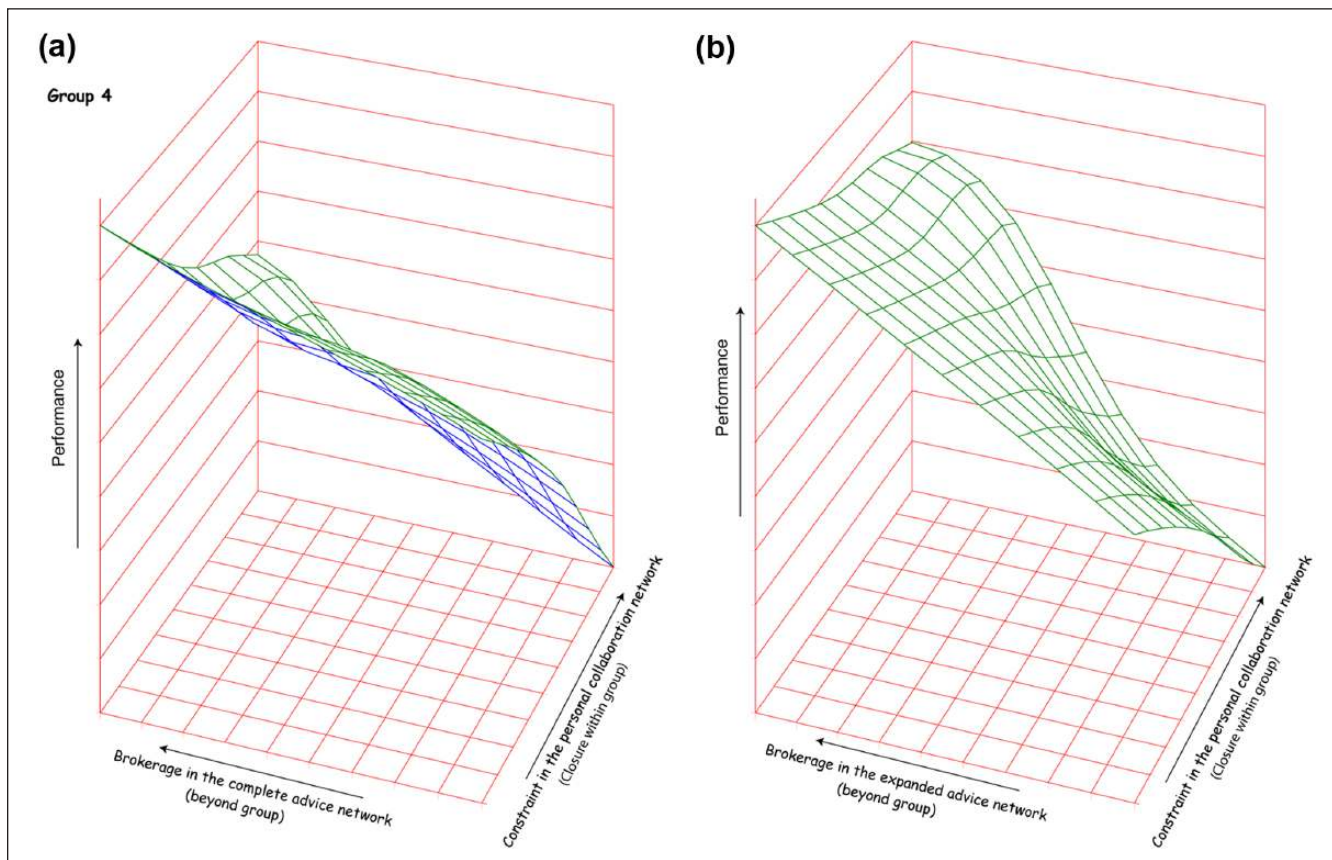 (a)
Group 4
Performance
Brokerage in the complete advice network
(beyond group)
Constraint in the personal collaboration network
(Closure within group)
(b)
Performance
Brokerage in the expanded advice network
(beyond group)
Constraint in the personal collaboration network
(Closure within group)